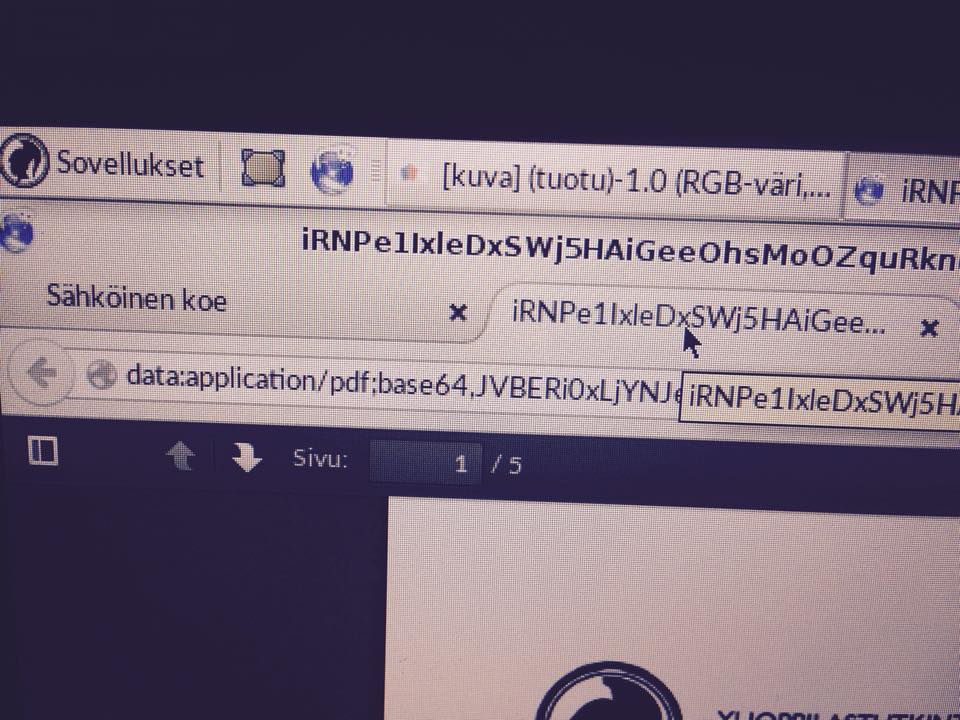 Sovellukset
[kuva] (tuotu)-1.0 (RGB-väri,...
iRNP
iRNPe1IxleDxSWj5HAiGeeOhsMoOZquRkn
Sähköinen koe
iRNPe1IxleDxSWj5HAiGee...
data:application/pdf;base64,JVBERi0xLjYNJ
iRNPe1IxleDxSWj5H
Sivu: 1 / 5